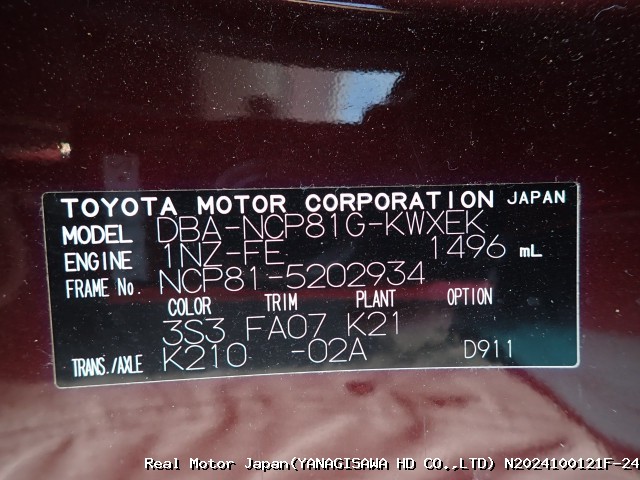 TOYOTA MOTOR CORPORATION JAPAN
MODEL DBA-NCP81G-KWXEK
ENGINE 1NZ-FE 1496 mL
FRAME No. NCP81-5202934
COLOR TRIM PLANT OPTION
3S3 FA07 K21
TRANS./AXLE K210 -02A D911
Real Motor Japan(YANAGISAWA HD CO.,LTD) N2024100121F-24